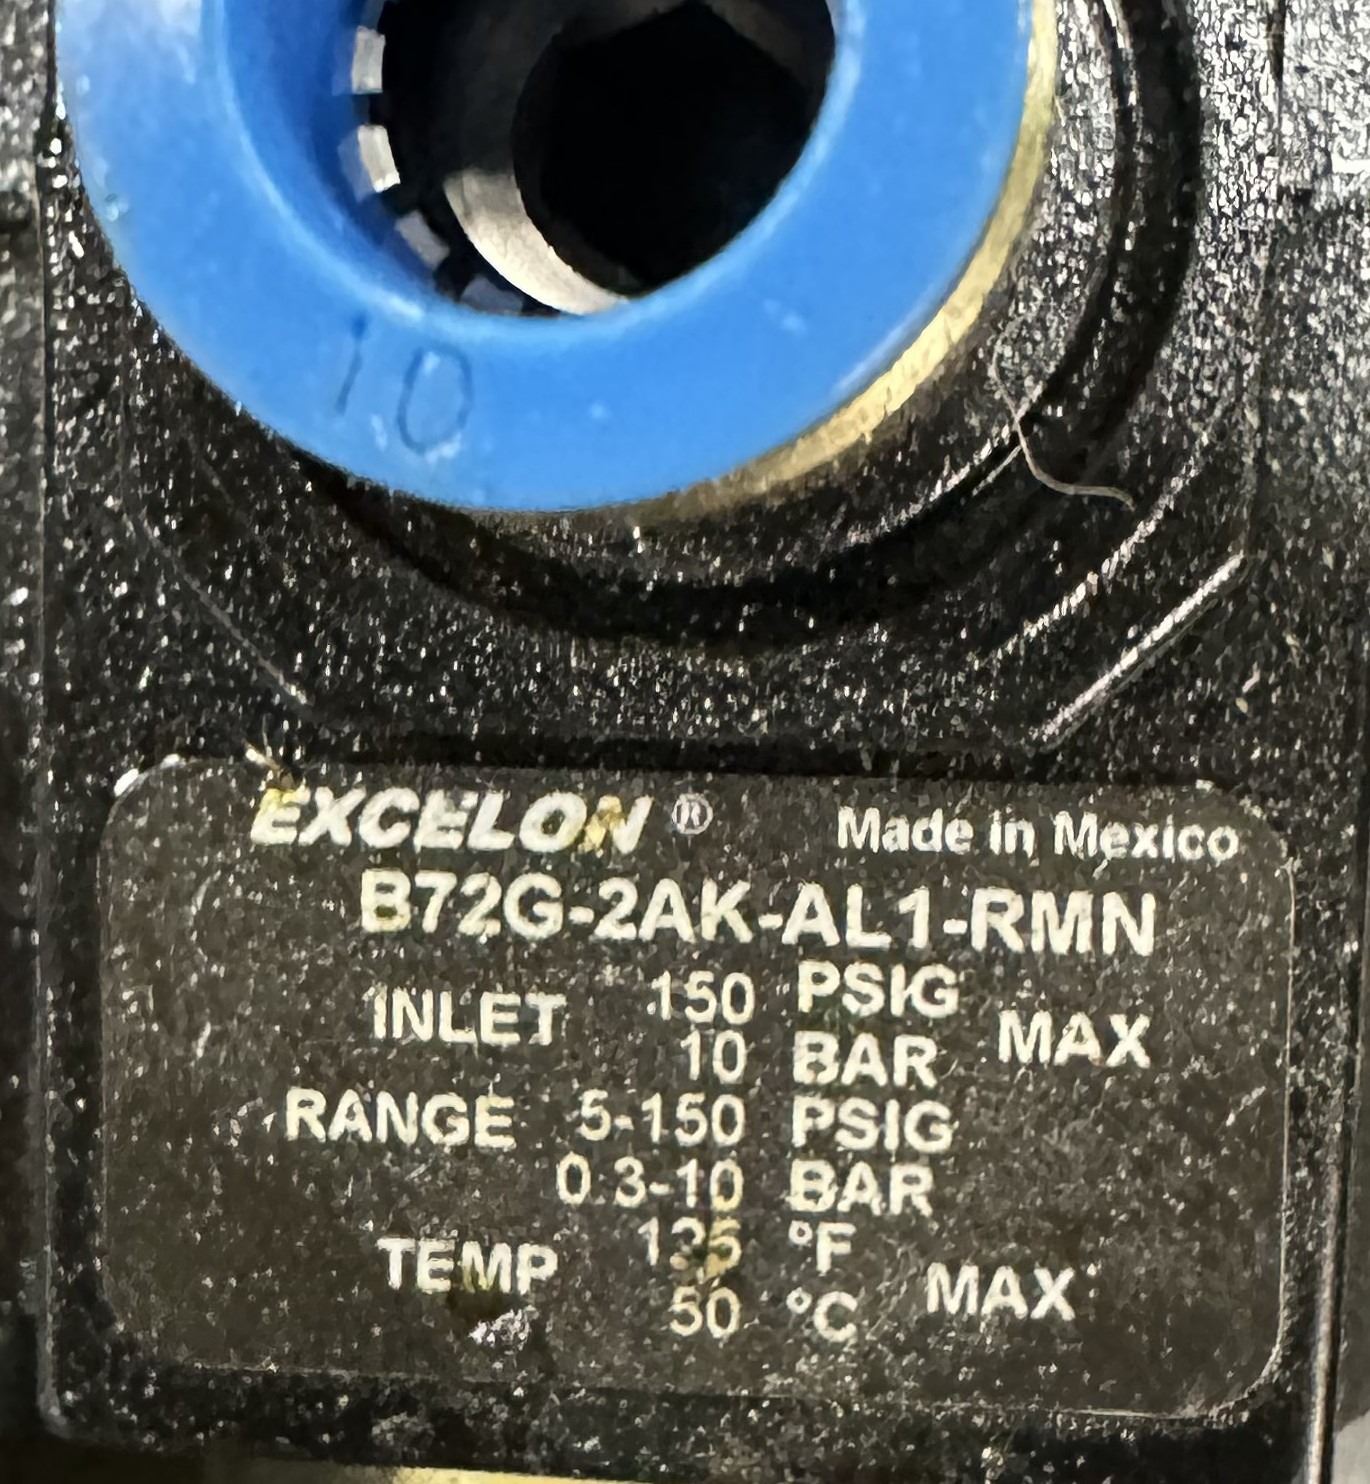 10
EXCELON® Made in Mexico
B72G-2AK-AL1-RMN
INLET 150 PSIG MAX
10 BAR
RANGE 5-150 PSIG
0.3-10 BAR
TEMP 125 °F MAX
50 °C